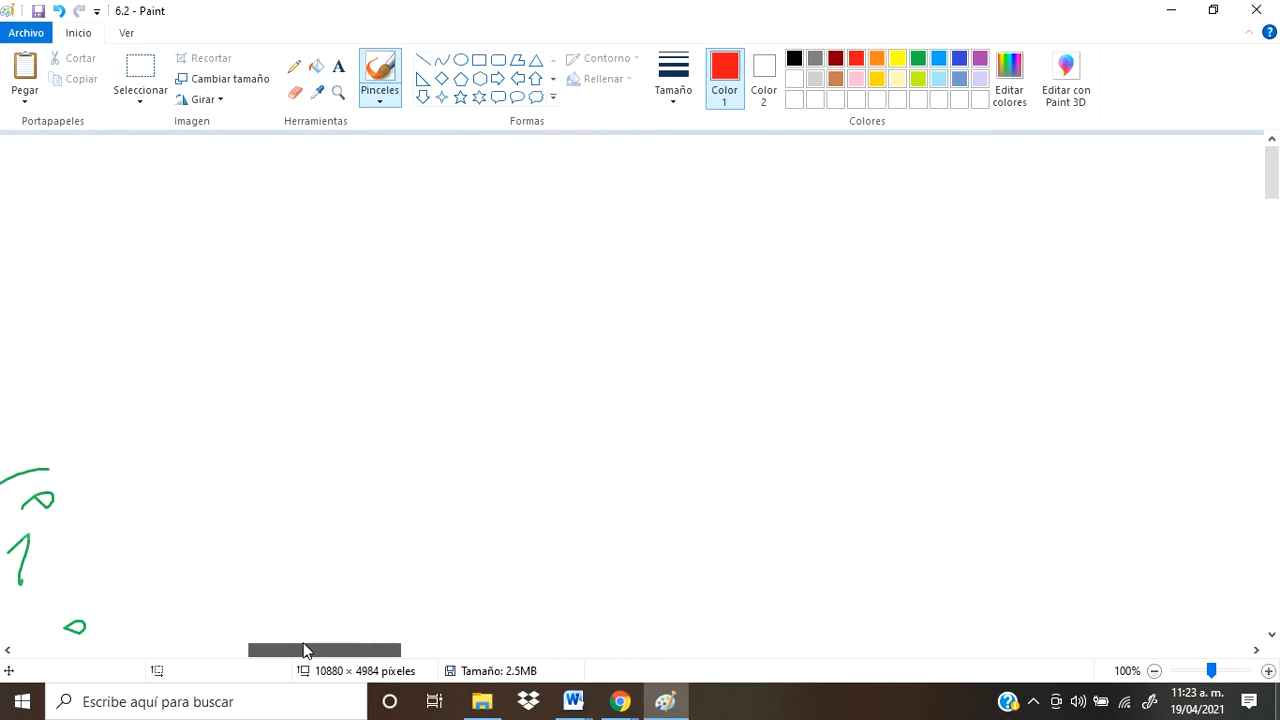 6.2 - Paint
Archivo Inicio Ver
Pegar
Cortar
Copiar
Portapapeles
Seleccionar
Recortar
Cambiar tamaño
Girar
Imagen
Herramientas
Pinceles
Formas
Contorno
Rellenar
Tamaño
Color 1
Color 2
Colores
Editar colores
Editar con Paint 3D
1
10880 × 4984 píxeles
Tamaño: 2.5MB
100%
Escribe aquí para buscar
11:23 a. m.
19/04/2021